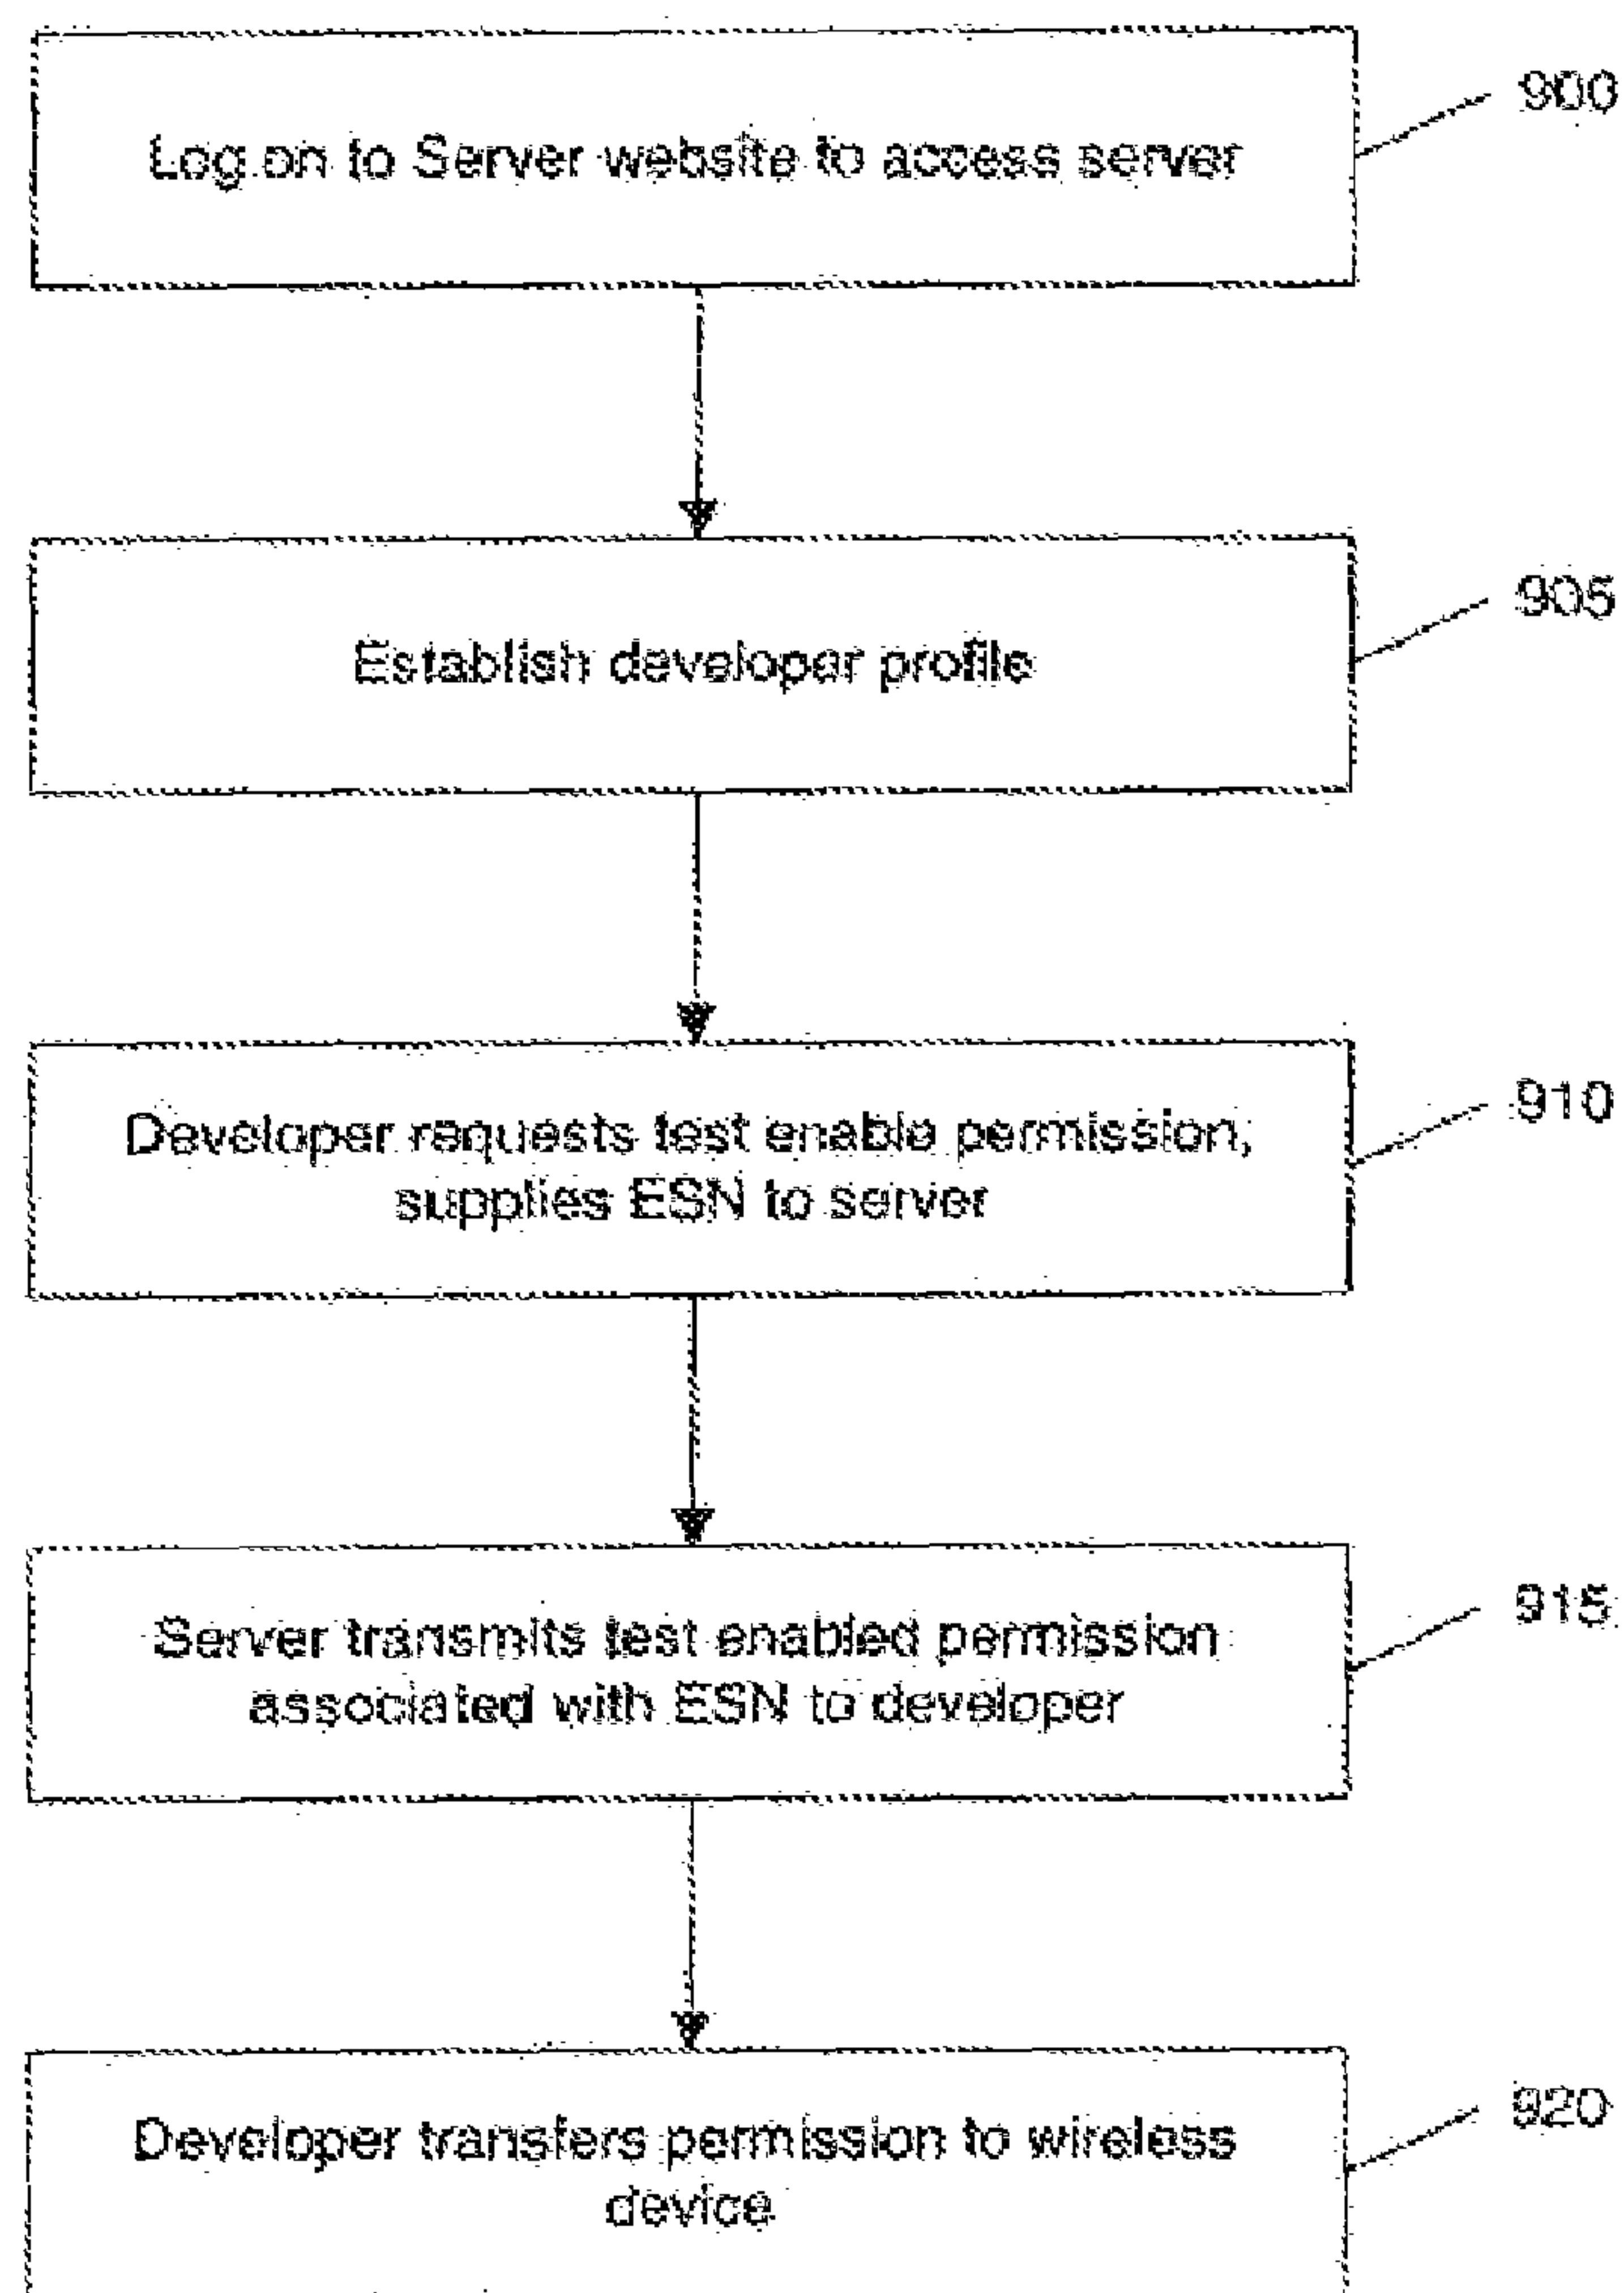 Log on to Server website to access server
900
Establish developer profile
905
Developer requests test enable permission,
supplies ESN to server
910
Server transmits test enabled permission
associated with ESN to developer
915
Developer transfers permission to wireless
device
920